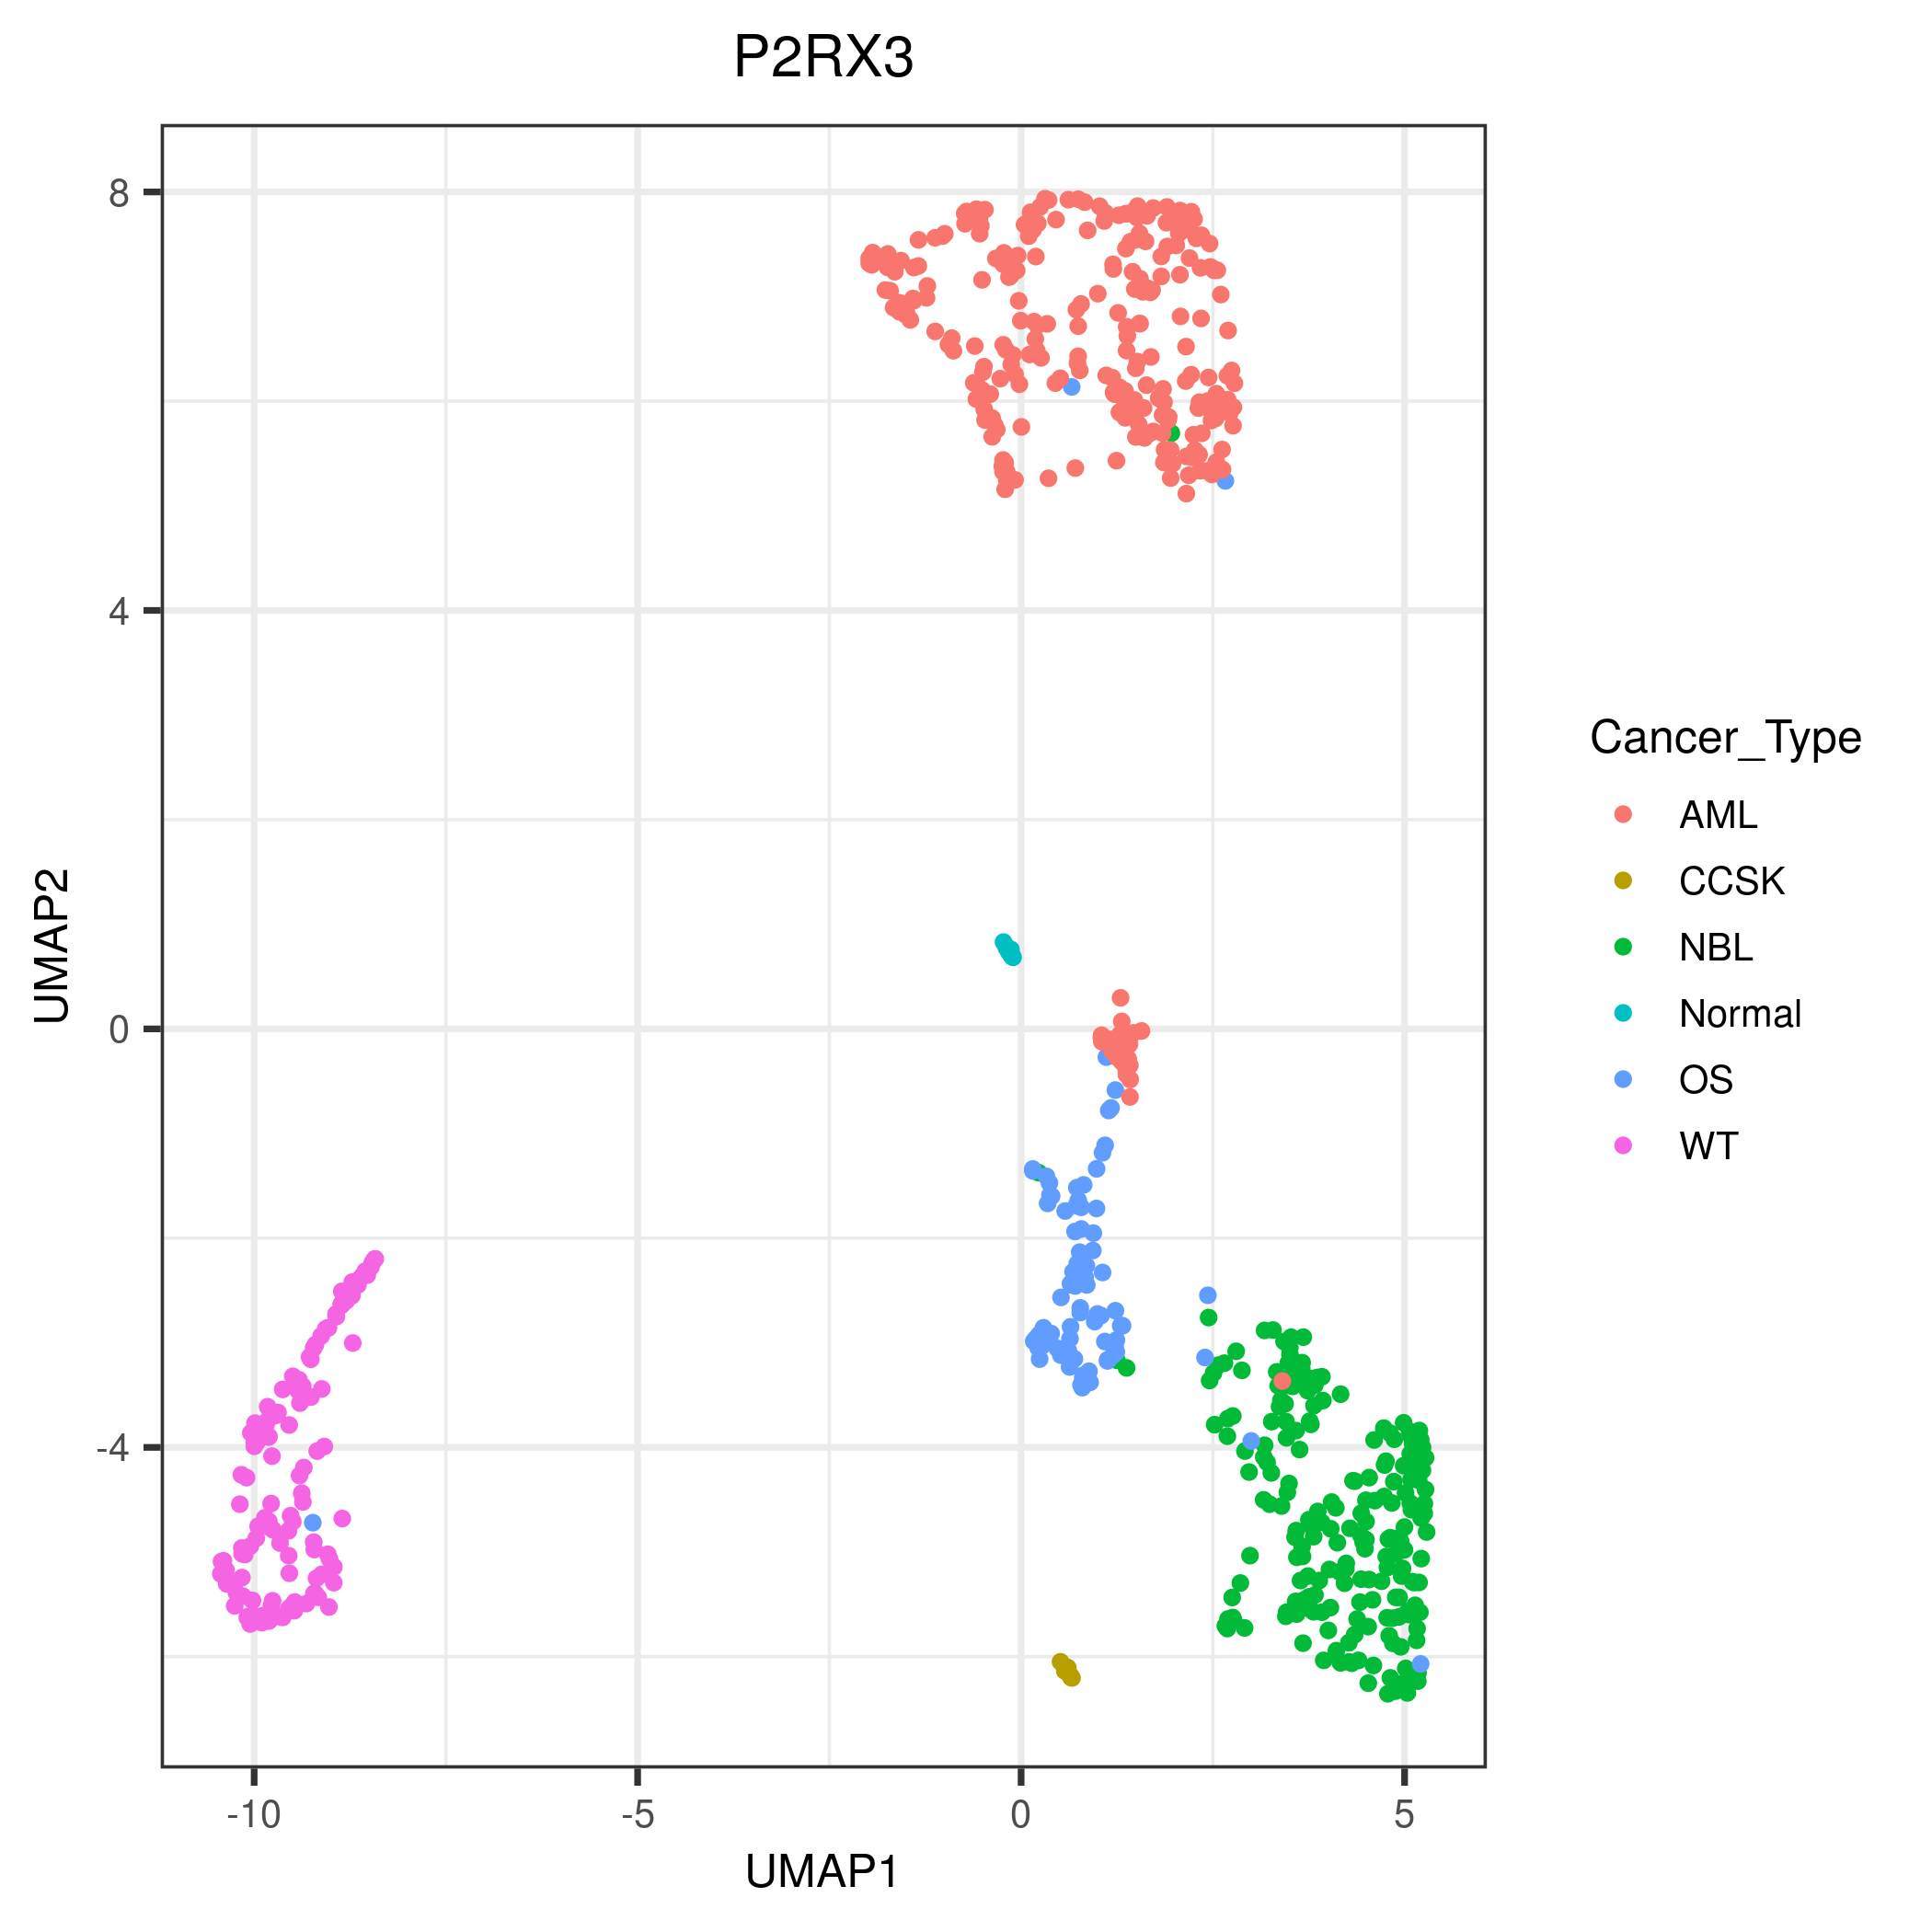 P2RX3
8
4
0
-4
UMAP2
-10
-5
0
5
UMAP1
Cancer_Type
AML
CCSK
NBL
Normal
OS
WT